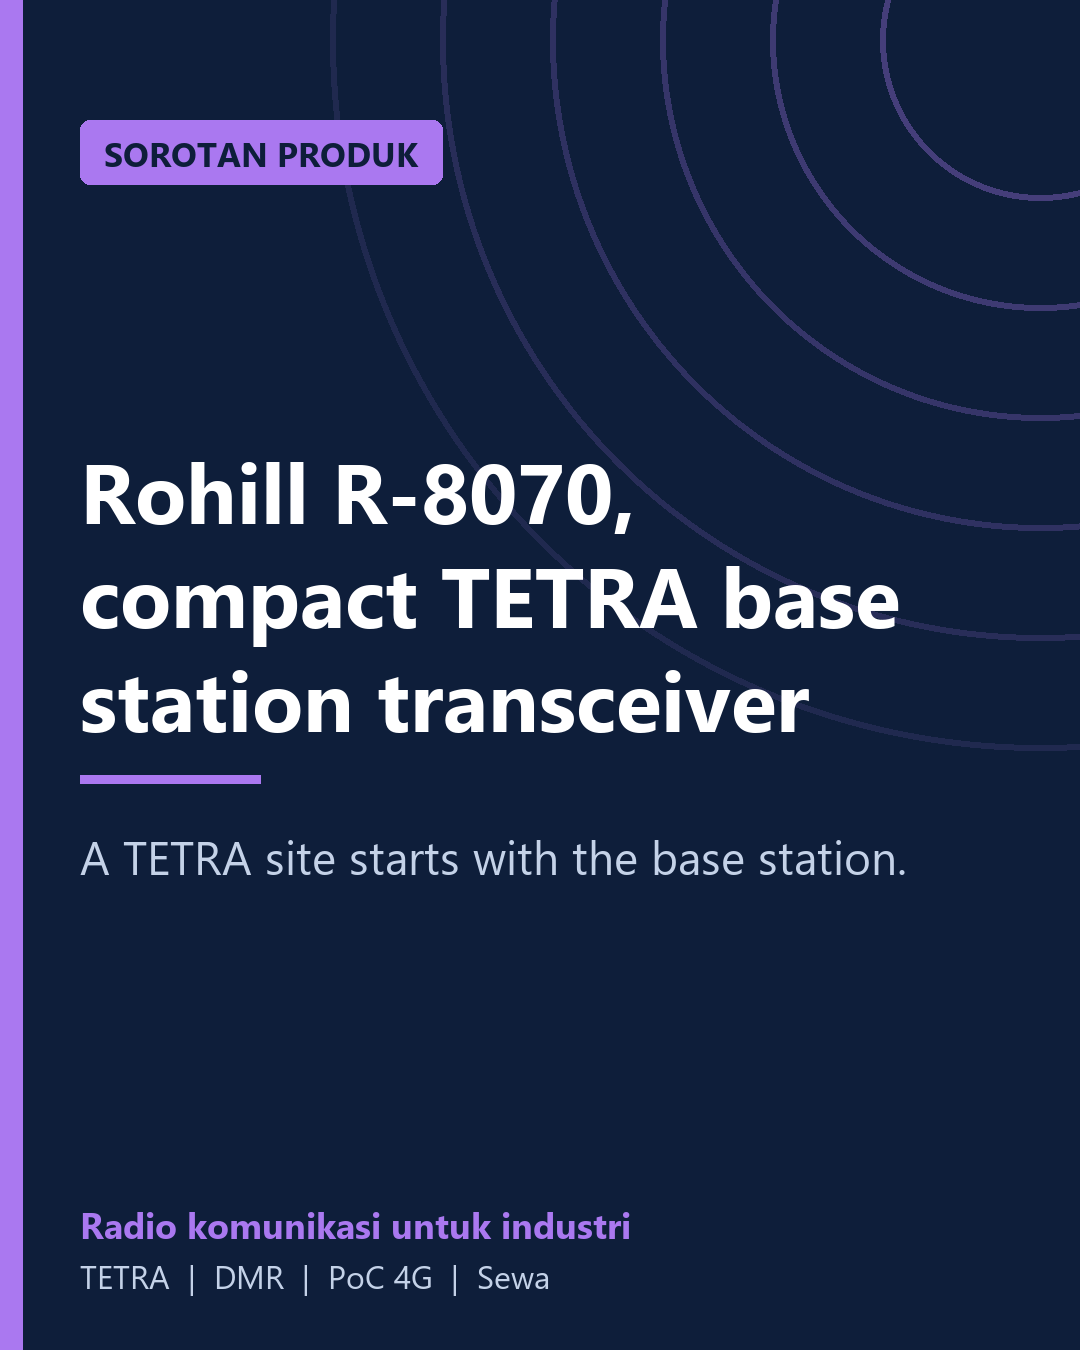 SOROTAN PRODUK
Rohill R-8070,
compact TETRA base
station transceiver
A TETRA site starts with the base station.
Radio komunikasi untuk industri
TETRA | DMR | PoC 4G | Sewa